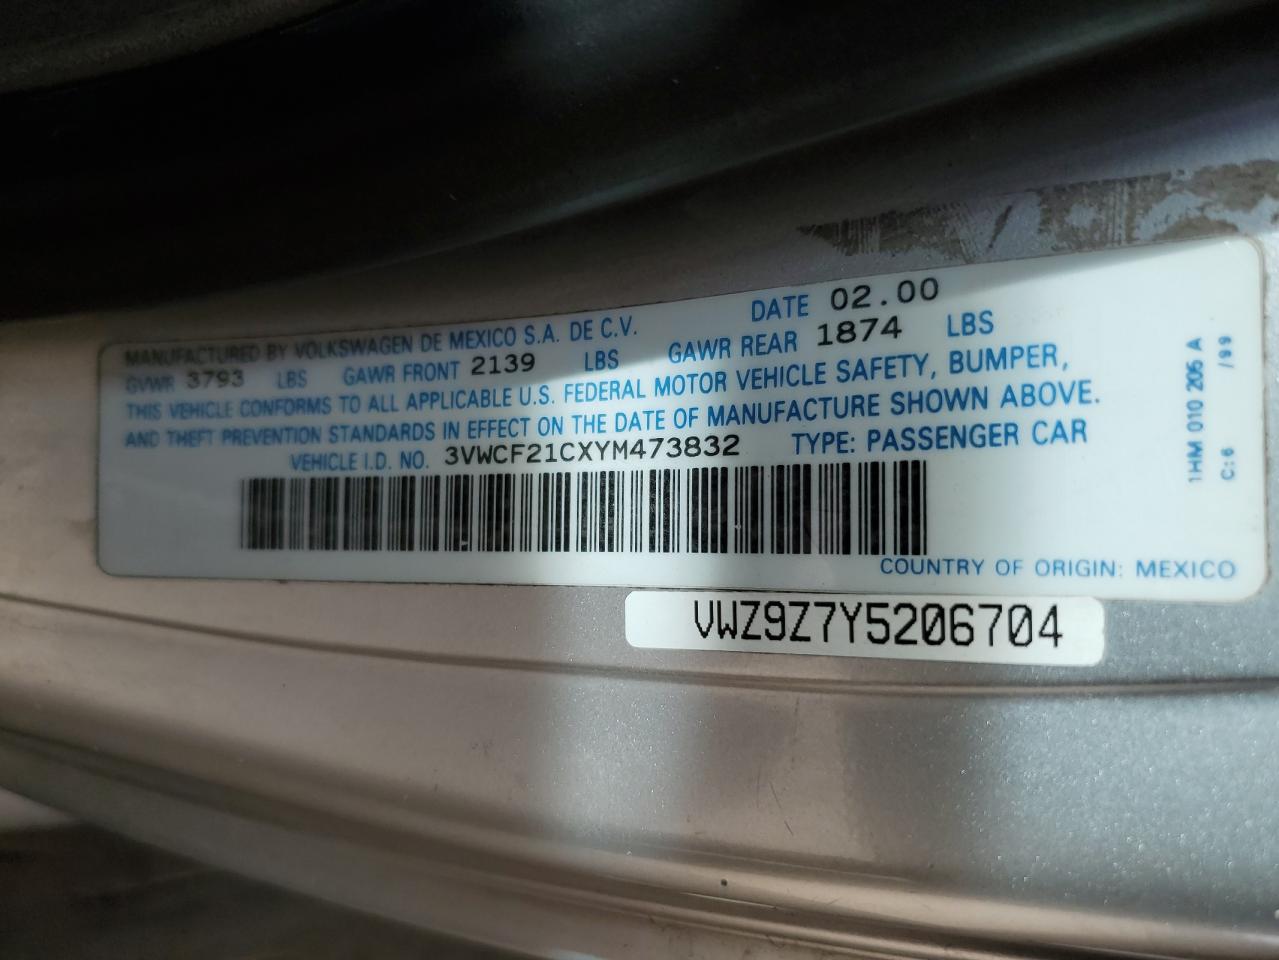 MANUFACTURED BY VOLKSWAGEN DE MEXICO S.A. DE C.V. DATE 02.00
GVWR 3793 LBS GAWR FRONT 2139 LBS GAWR REAR 1874 LBS
THIS VEHICLE CONFORMS TO ALL APPLICABLE U.S. FEDERAL MOTOR VEHICLE SAFETY, BUMPER,
AND THEFT PREVENTION STANDARDS IN EFFECT ON THE DATE OF MANUFACTURE SHOWN ABOVE.
VEHICLE I.D. NO. 3VWCF21CXYM473832 TYPE: PASSENGER CAR
COUNTRY OF ORIGIN: MEXICO
1HM 010 205 A
C:6 /99
VWZ9Z7Y5206704